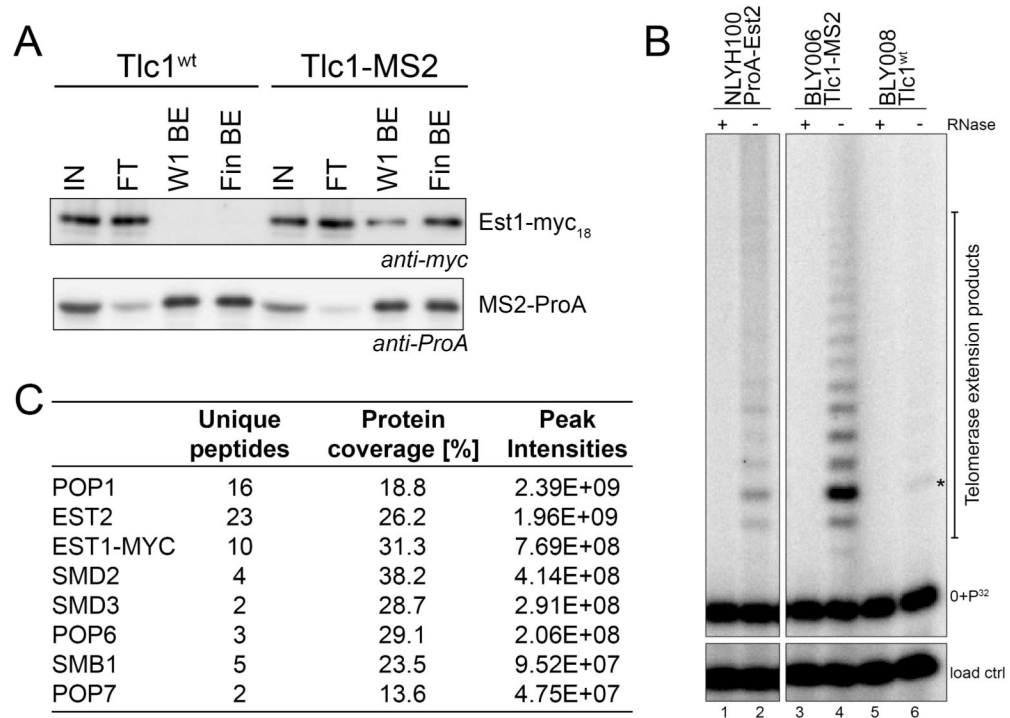 A
Tlc1wt Tlc1-MS2
IN FT W1 BE Fin BE IN FT W1 BE Fin BE
Est1-myc18
anti-myc
MS2-ProA
anti-ProA
B
NLYH100 ProA-Est2
BLY006 Tlc1-MS2
BLY008 Tlc1wt
+ - + - + - RNase
Telomerase extension products
*
0+P32
load ctrl
1 2 3 4 5 6
C
Unique peptides Protein coverage [%] Peak Intensities
POP1 16 18.8 2.39E+09
EST2 23 26.2 1.96E+09
EST1-MYC 10 31.3 7.69E+08
SMD2 4 38.2 4.14E+08
SMD3 2 28.7 2.91E+08
POP6 3 29.1 2.06E+08
SMB1 5 23.5 9.52E+07
POP7 2 13.6 4.75E+07